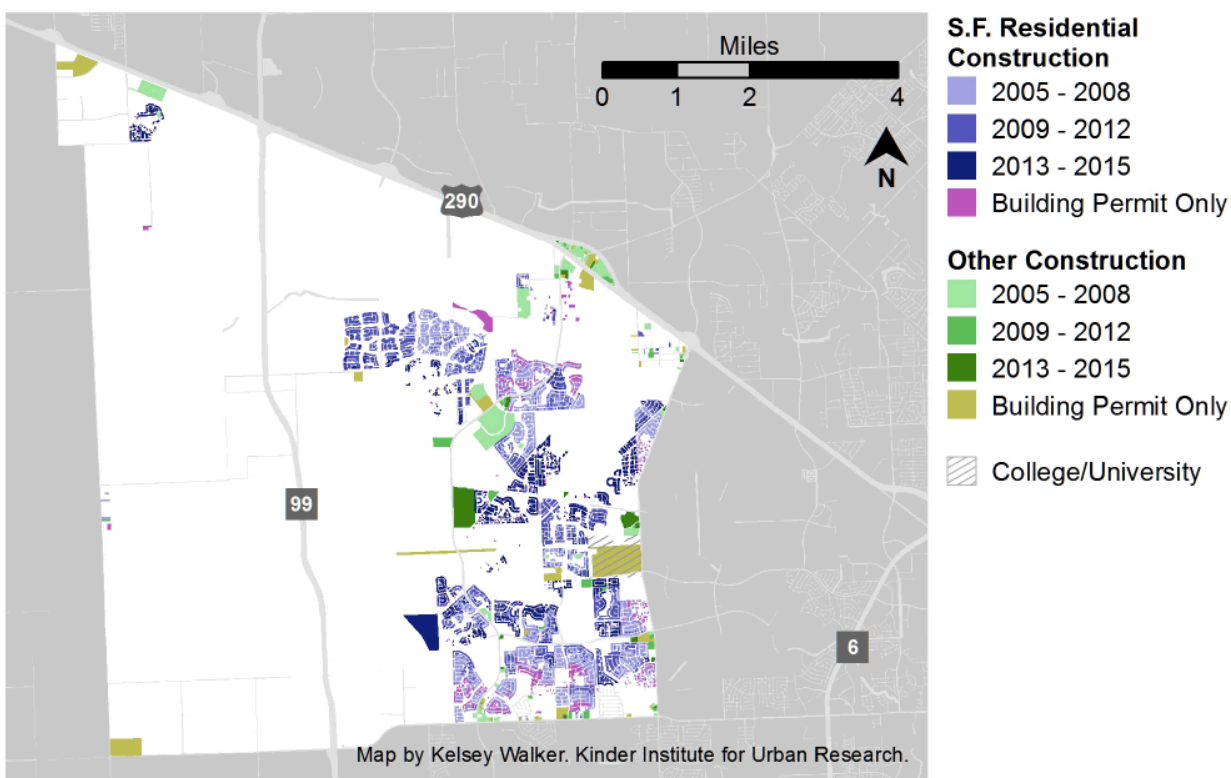 Miles
0 1 2 4
N
290
99
6
Map by Kelsey Walker. Kinder Institute for Urban Research.
S.F. Residential
Construction
2005 - 2008
2009 - 2012
2013 - 2015
Building Permit Only
Other Construction
2005 - 2008
2009 - 2012
2013 - 2015
Building Permit Only
College/University